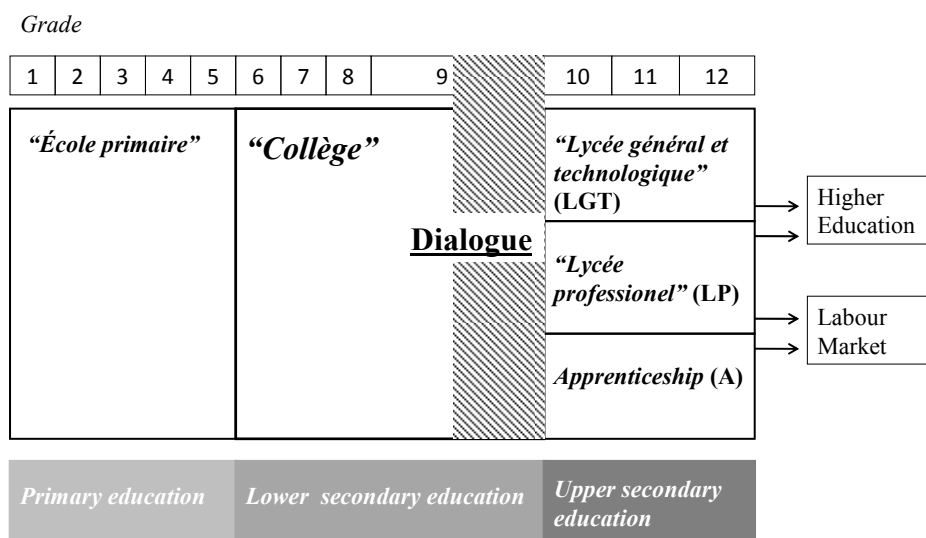 Grade
1 2 3 4 5 6 7 8 9 10 11 12
“École primaire”
“Collège”
Dialogue
“Lycée général et
technologique”
(LGT)
“Lycée
professionel” (LP)
Apprenticeship (A)
Higher
Education
Labour
Market
Primary education
Lower secondary education
Upper secondary
education